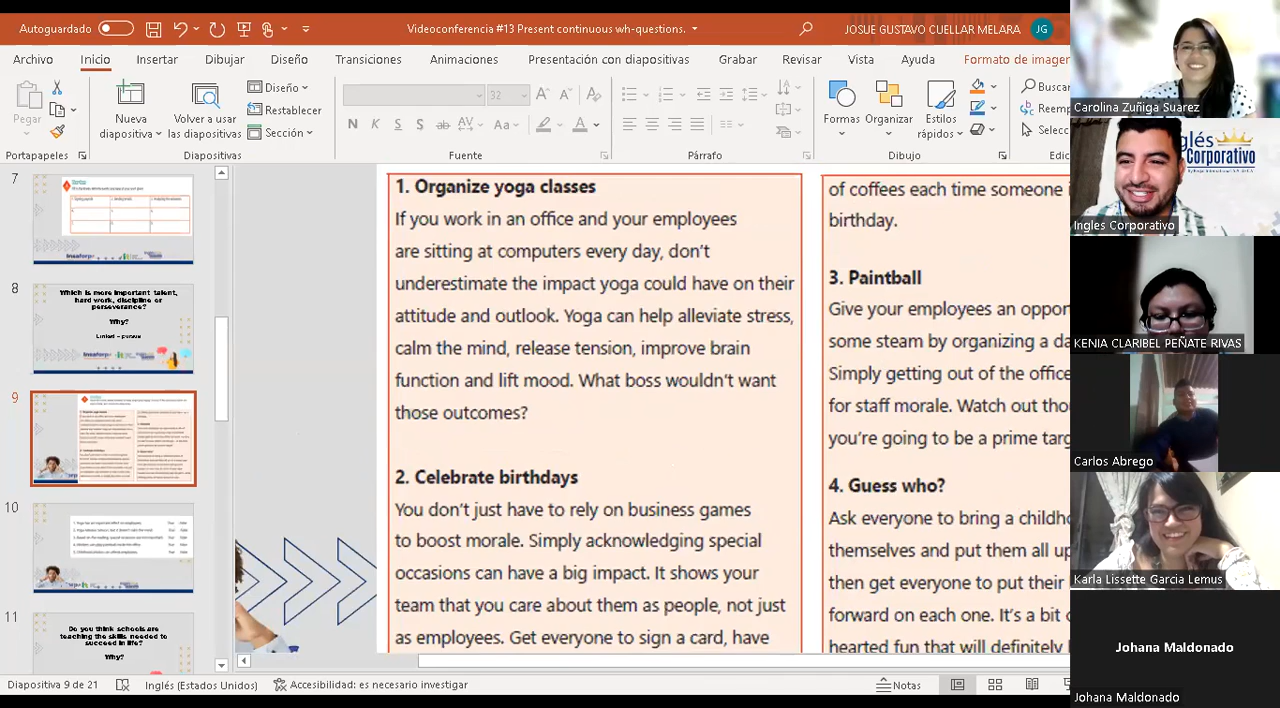 Autoguardado
Videoconferencia #13 Present continuous wh-questions.
JOSUE GUSTAVO CUELLAR MELARA
JG
Archivo Inicio Insertar Dibujar Diseño Transiciones Animaciones Presentación con diapositivas Grabar Revisar Vista Ayuda Formato de imagen
Pegar
Nueva
diapositiva
Volver a usar
las diapositivas
Diseño
Restablecer
Sección
32
N K S S ab Aa A
Formas Organizar Estilos
rápidos
Buscar
Reemp
Selecc
Portapapeles Diapositivas Fuente Párrafo Dibujo Edic
7
8
Which is more important talent,
hard work, discipline or
perseverance?
Why?
9
10
11
Do you think schools are
teaching the skills needed to
succeed in life?
Why?
1. Organize yoga classes
If you work in an office and your employees
are sitting at computers every day, don't
underestimate the impact yoga could have on their
attitude and outlook. Yoga can help alleviate stress,
calm the mind, release tension, improve brain
function and lift mood. What boss wouldn't want
those outcomes?
2. Celebrate birthdays
You don't just have to rely on business games
to boost morale. Simply acknowledging special
occasions can have a big impact. It shows your
team that you care about them as people, not just
as employees. Get everyone to sign a card, have
of coffees each time someone
birthday.
3. Paintball
Give your employees an oppor
some steam by organizing a da
Simply getting out of the office
for staff morale. Watch out tho
you're going to be a prime targ
4. Guess who?
Ask everyone to bring a childho
themselves and put them all up
then get everyone to put their
forward on each one. It's a bit o
hearted fun that will definitely
Carolina Zuñiga Suarez
Inglés
Corporativo
Ingles Corporativo
KENIA CLARIBEL PEÑATE RIVAS
Carlos Abrego
Karla Lissette Garcia Lemus
Johana Maldonado
Johana Maldonado
Diapositiva 9 de 21
Inglés (Estados Unidos)
Accesibilidad: es necesario investigar
Notas